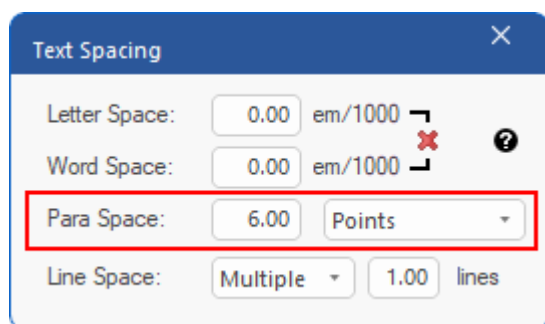 Text Spacing
Letter Space: 0.00 em/1000
Word Space: 0.00 em/1000
Para Space: 6.00 Points
Line Space: Multiple 1.00 lines